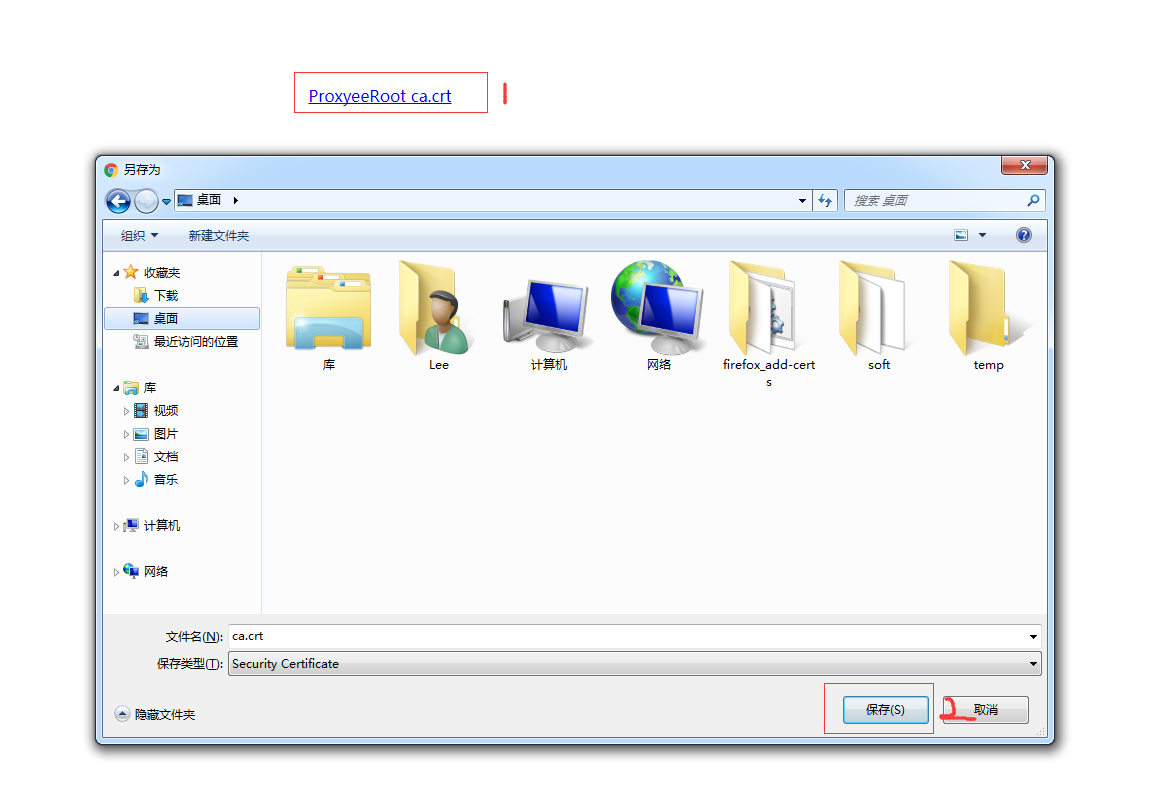 ProxyeeRoot ca.crt
1
另存为
桌面
搜索 桌面
组织
新建文件夹
收藏夹
下载
桌面
最近访问的位置
库
视频
图片
文档
音乐
计算机
网络
库
Lee
计算机
网络
firefox_add-cert
s
soft
temp
文件名(N):
ca.crt
保存类型(T):
Security Certificate
隐藏文件夹
保存(S)
2
取消